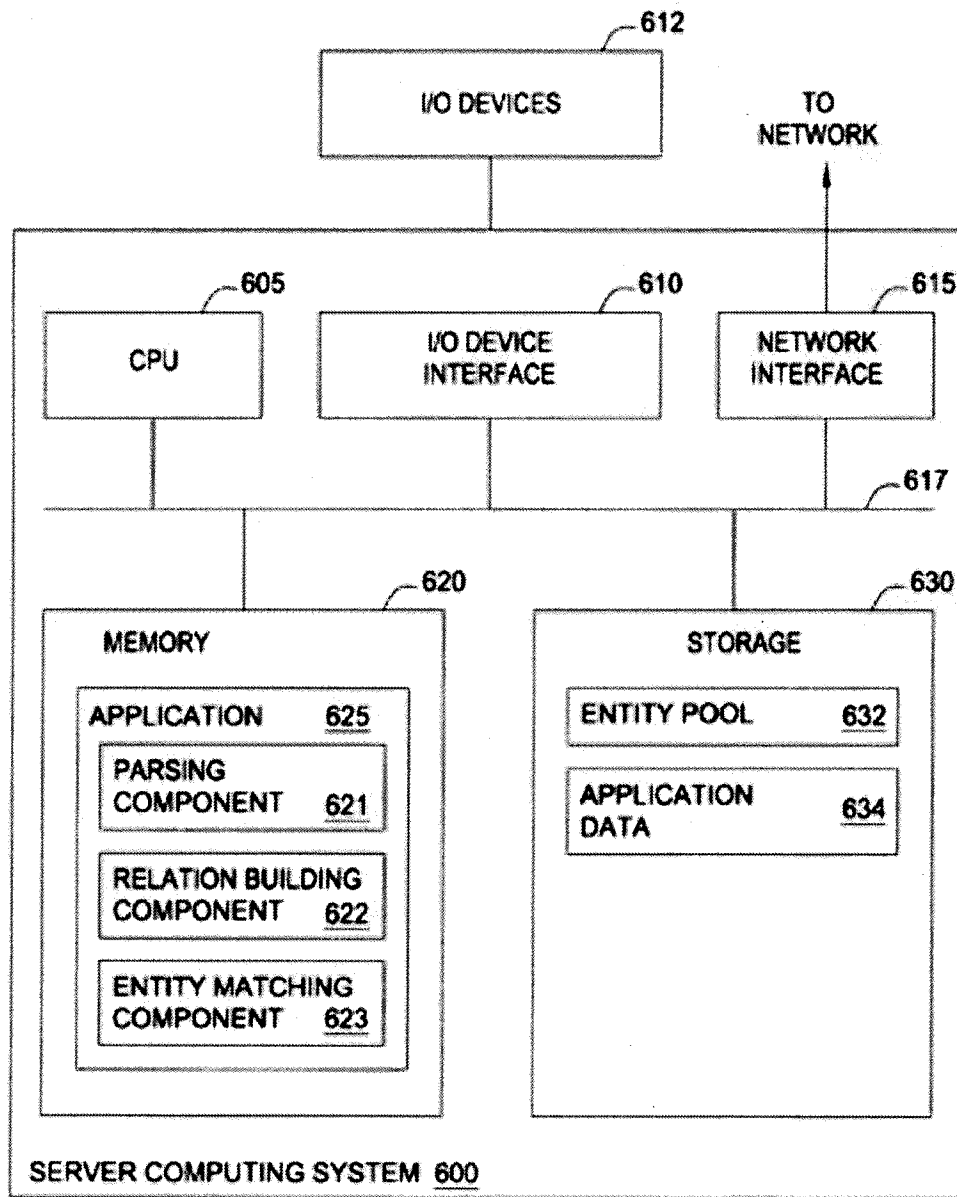 612
I/O DEVICES
TO
NETWORK
605
CPU
610
I/O DEVICE
INTERFACE
615
NETWORK
INTERFACE
617
620
MEMORY
APPLICATION 625
PARSING
COMPONENT 621
RELATION BUILDING
COMPONENT 622
ENTITY MATCHING
COMPONENT 623
630
STORAGE
ENTITY POOL 632
APPLICATION
DATA 634
SERVER COMPUTING SYSTEM 600